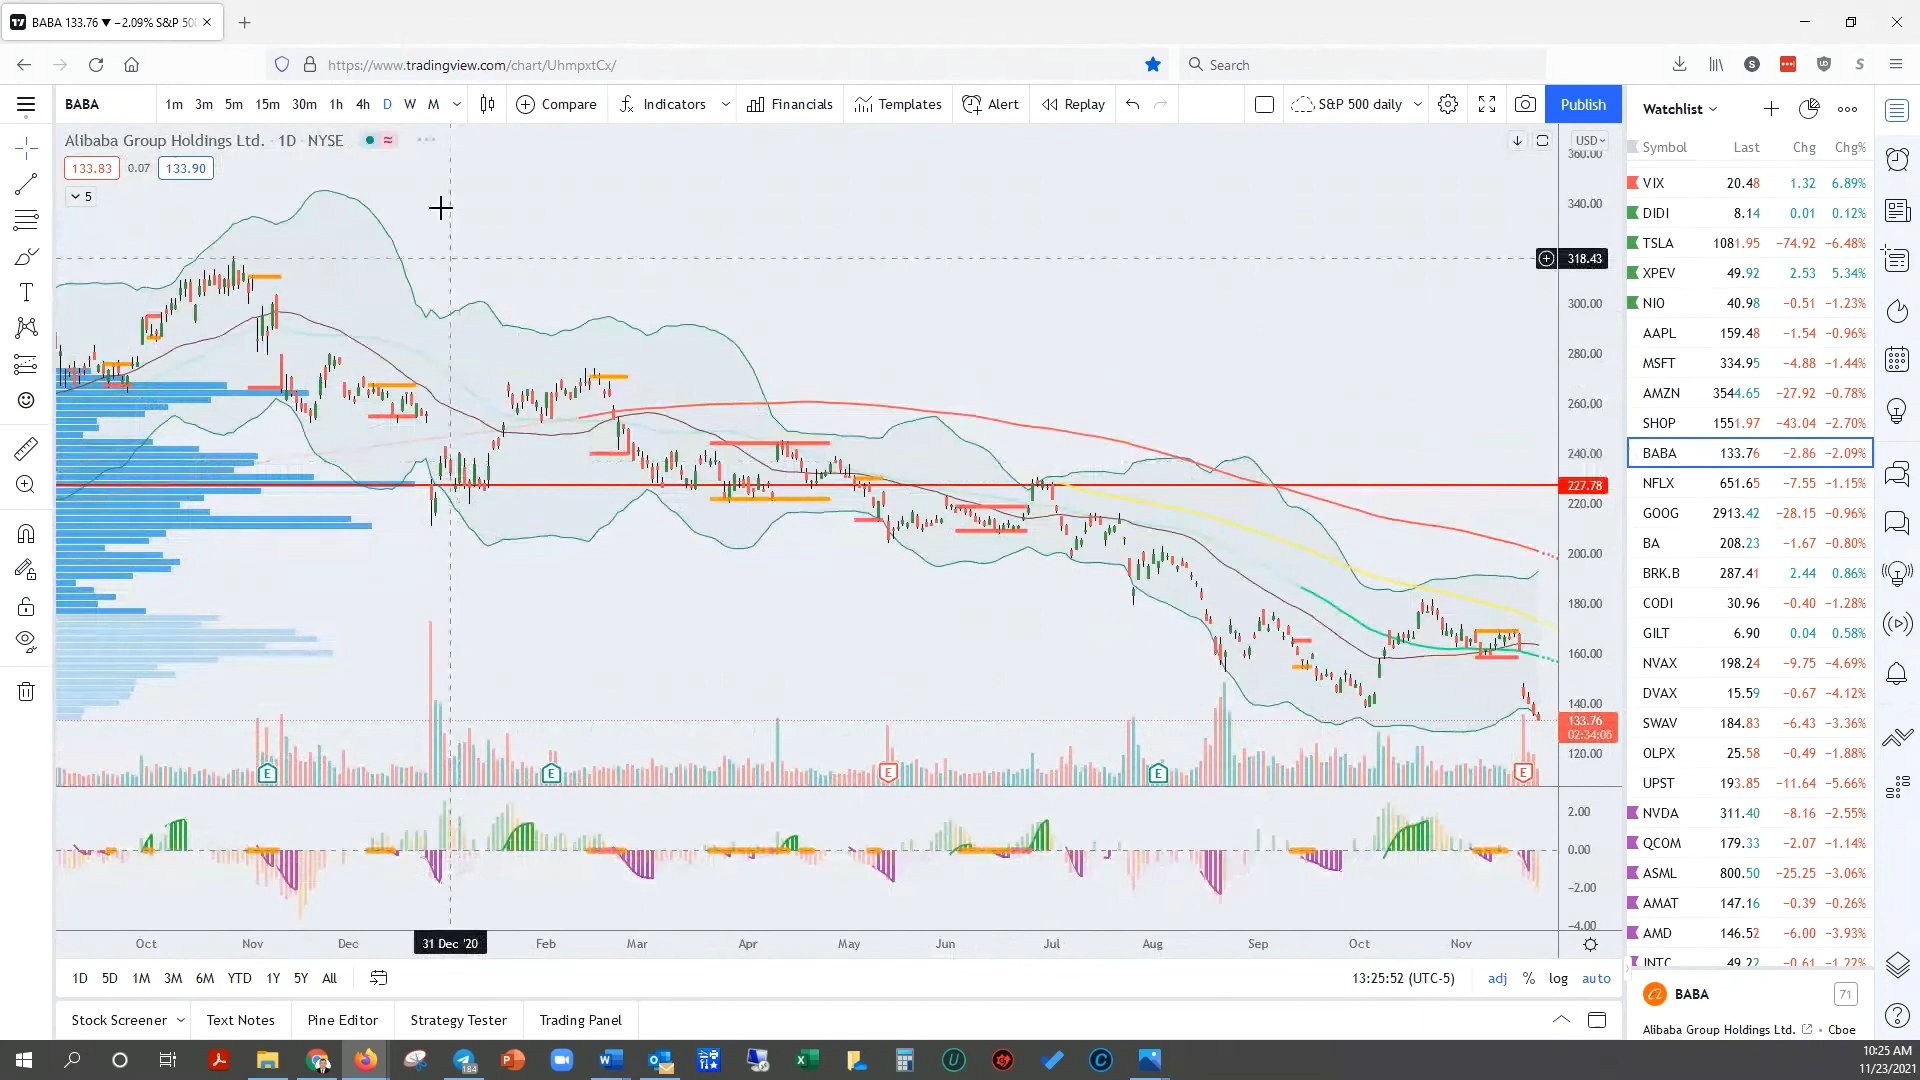 BABA 133.76 ▼ −2.09% S&P 50
https://www.tradingview.com/chart/UhmpxtCx/
Search
BABA 1m 3m 5m 15m 30m 1h 4h D W M Compare Indicators Financials Templates Alert Replay S&P 500 daily Publish
Alibaba Group Holdings Ltd. · 1D · NYSE
133.83 0.07 133.90
5
USD
360.00
340.00
318.43
300.00
280.00
260.00
240.00
227.78
220.00
200.00
180.00
160.00
140.00
133.76
02:34:06
120.00
E E E E E
2.00
0.00
−2.00
−4.00
Oct Nov Dec 31 Dec '20 Feb Mar Apr May Jun Jul Aug Sep Oct Nov
1D 5D 1M 3M 6M YTD 1Y 5Y All 13:25:52 (UTC-5) adj % log auto
Stock Screener Text Notes Pine Editor Strategy Tester Trading Panel
Watchlist
Symbol Last Chg Chg%
VIX 20.48 1.32 6.89%
DIDI 8.14 0.01 0.12%
TSLA 1081.95 −74.92 −6.48%
XPEV 49.92 2.53 5.34%
NIO 40.98 −0.51 −1.23%
AAPL 159.48 −1.54 −0.96%
MSFT 334.95 −4.88 −1.44%
AMZN 3544.65 −27.92 −0.78%
SHOP 1551.97 −43.04 −2.70%
BABA 133.76 −2.86 −2.09%
NFLX 651.65 −7.55 −1.15%
GOOG 2913.42 −28.15 −0.96%
BA 208.23 −1.67 −0.80%
BRK.B 287.41 2.44 0.86%
CODI 30.96 −0.40 −1.28%
GILT 6.90 0.04 0.58%
NVAX 198.24 −9.75 −4.69%
DVAX 15.59 −0.67 −4.12%
SWAV 184.83 −6.43 −3.36%
OLPX 25.58 −0.49 −1.88%
UPST 193.85 −11.64 −5.66%
NVDA 311.40 −8.16 −2.55%
QCOM 179.33 −2.07 −1.14%
ASML 800.50 −25.25 −3.06%
AMAT 147.16 −0.39 −0.26%
AMD 146.52 −6.00 −3.93%
INTC 49.22 −0.61 −1.22%
BABA 71
Alibaba Group Holdings Ltd. • Cboe
184
10:25 AM
11/23/2021